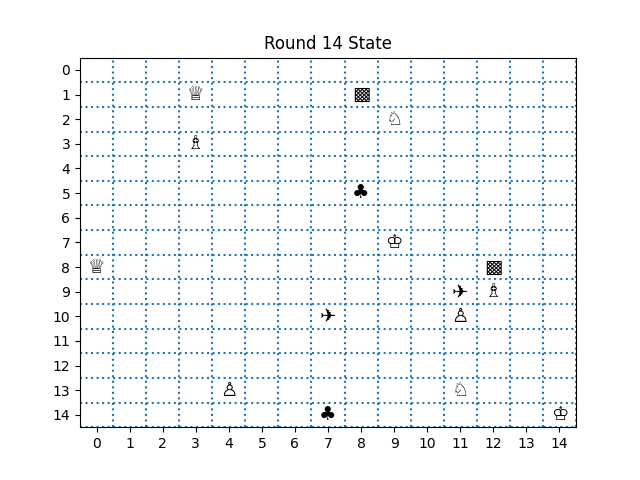 Round 14 State
0
1 ♕ ▩
2 ♘
3 ♗
4
5 ♣
6
7 ♔
8 ♕ ▩
9 ✈ ♗
10 ✈ ♙
11
12
13 ♙ ♘
14 ♣ ♔
0 1 2 3 4 5 6 7 8 9 10 11 12 13 14